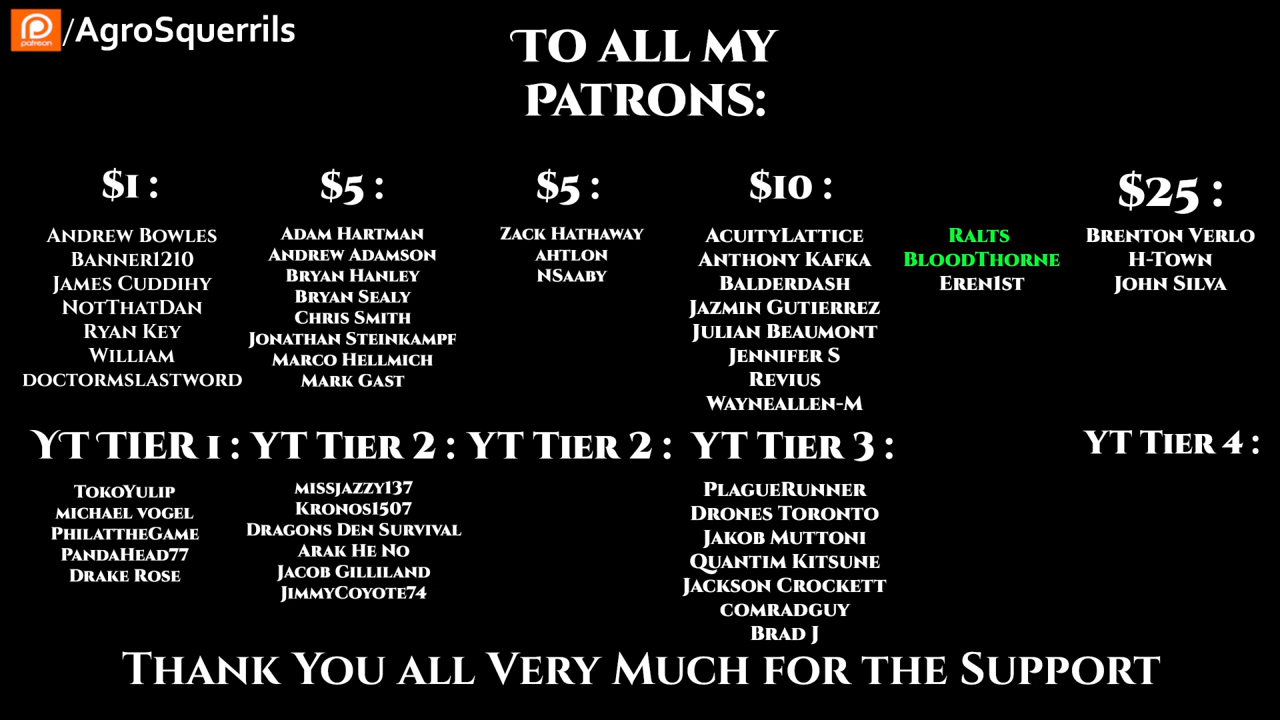 patreon
/AgroSquerrils
To all my
Patrons:
$1 :
Andrew Bowles
Banner1210
James Cuddihy
NotThatDan
Ryan Key
William
doctormslastword
$5 :
Adam Hartman
Andrew Adamson
Bryan Hanley
Bryan Sealy
Chris Smith
Jonathan Steinkampf
Marco Hellmich
Mark Gast
$5 :
Zack Hathaway
ahtlon
NSaaby
$10 :
AcuityLattice
Anthony Kafka
Balderdash
Jazmin Gutierrez
Julian Beaumont
Jennifer S
Revius
Wayneallen-M
Ralts
BloodThorne
Eren1st
$25 :
Brenton Verlo
H-Town
John Silva
YT Tier 1 :
TokoYulip
michael vogel
PhilattheGame
PandaHead77
Drake Rose
YT Tier 2 :
missjazzy137
Kronos1507
Dragons Den Survival
Arak He No
Jacob Gilliland
JimmyCoyote74
YT Tier 2 :
YT Tier 3 :
PlagueRunner
Drones Toronto
Jakob Muttoni
Quantim Kitsune
Jackson Crockett
comradguy
Brad J
YT Tier 4 :
Thank You all Very Much for the Support